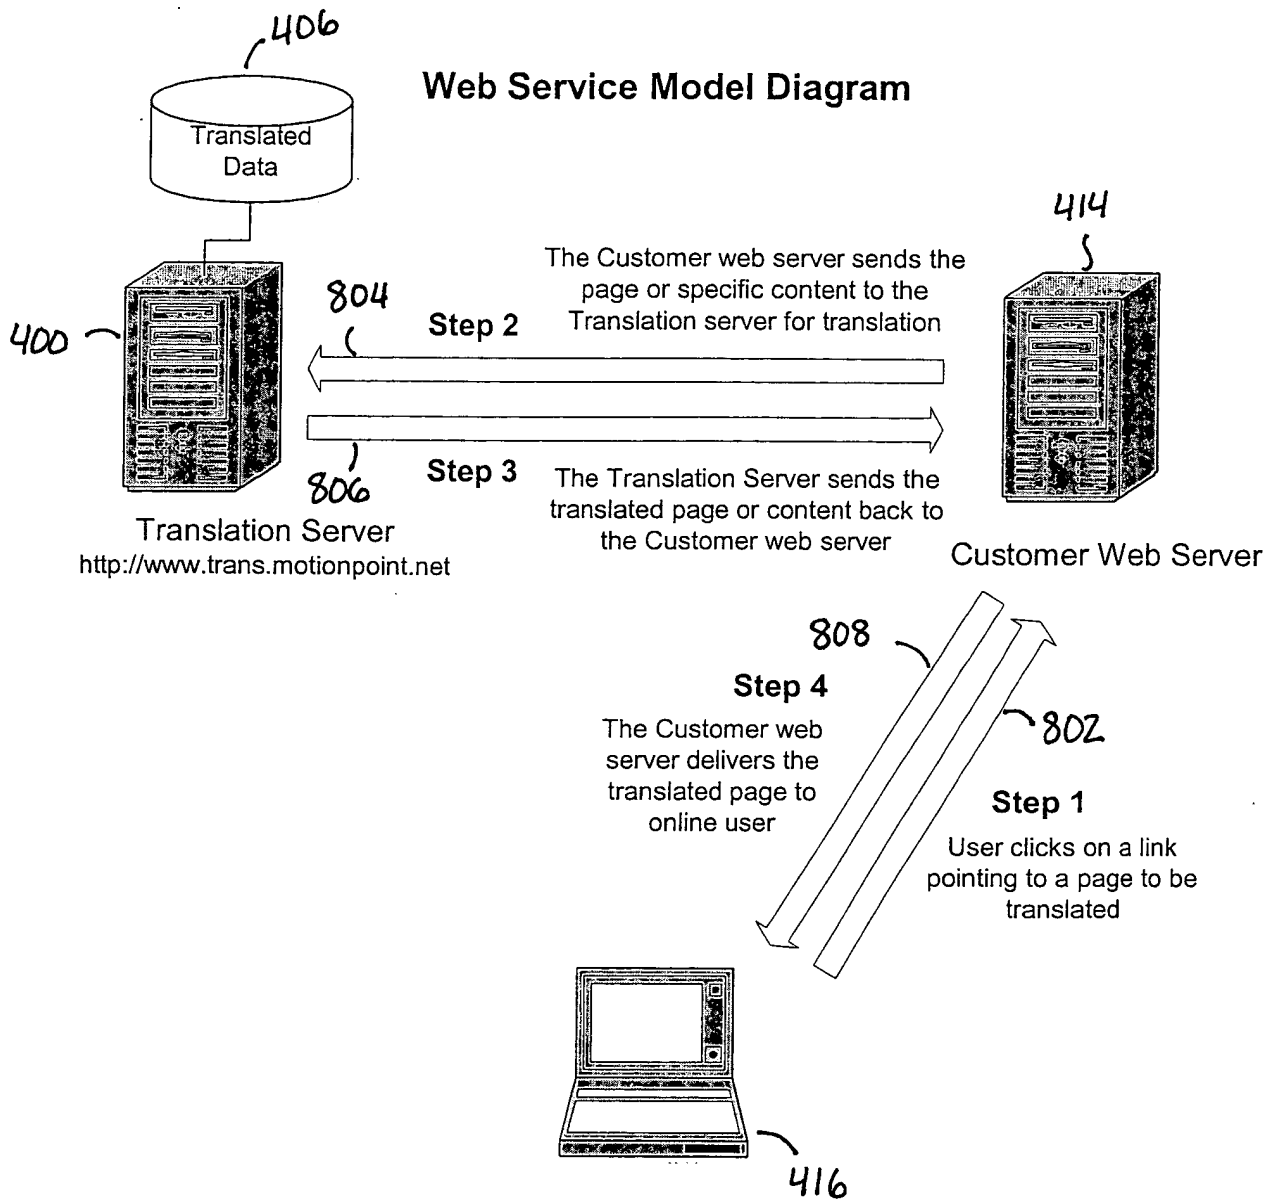 406
Web Service Model Diagram
Translated
Data
414
The Customer web server sends the
page or specific content to the
Translation server for translation
804
Step 2
400
806
Step 3
The Translation Server sends the
translated page or content back to
the Customer web server
Translation Server
http://www.trans.motionpoint.net
Customer Web Server
808
Step 4
The Customer web
server delivers the
translated page to
online user
802
Step 1
User clicks on a link
pointing to a page to be
translated
416